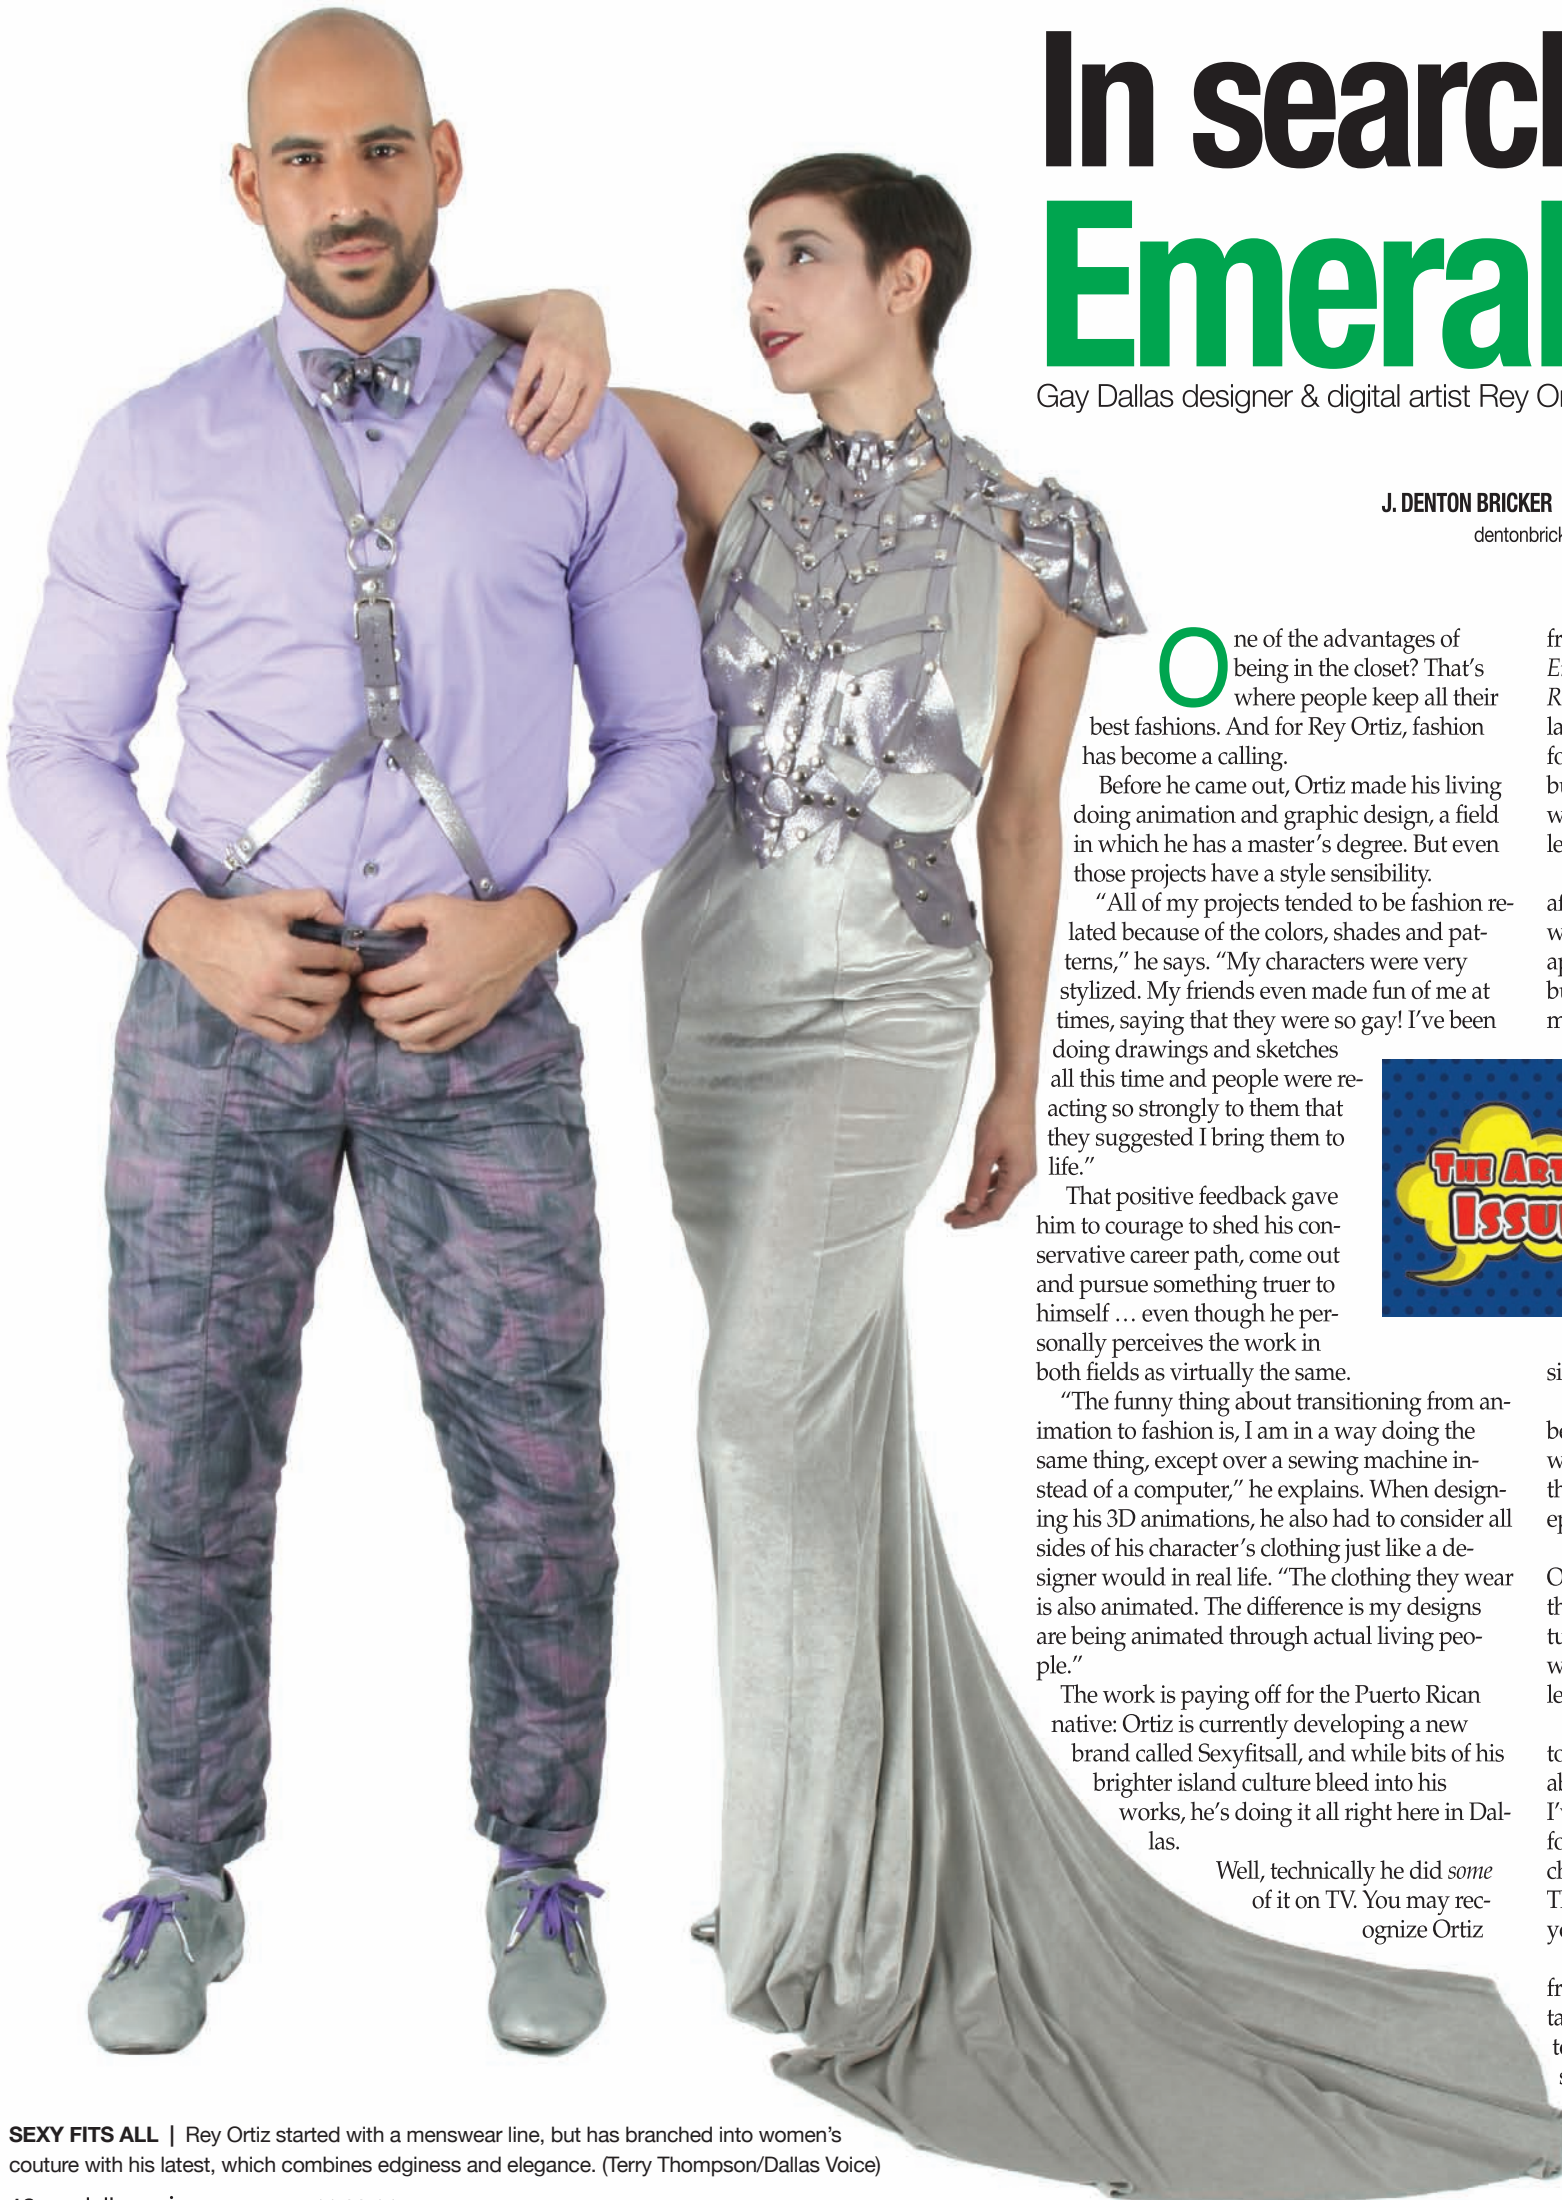 In search
Emeral
Gay Dallas designer & digital artist Rey Or
J. DENTON BRICKER
dentonbrick
One of the advantages of
being in the closet? That’s
where people keep all their
best fashions. And for Rey Ortiz, fashion
has become a calling.
Before he came out, Ortiz made his living
doing animation and graphic design, a field
in which he has a master’s degree. But even
those projects have a style sensibility.
“All of my projects tended to be fashion re-
lated because of the colors, shades and pat-
terns,” he says. “My characters were very
stylized. My friends even made fun of me at
times, saying that they were so gay! I’ve been
doing drawings and sketches
all this time and people were re-
acting so strongly to them that
they suggested I bring them to
life.”
That positive feedback gave
him to courage to shed his con-
servative career path, come out
and pursue something truer to
himself … even though he per-
sonally perceives the work in
both fields as virtually the same.
“The funny thing about transitioning from an-
imation to fashion is, I am in a way doing the
same thing, except over a sewing machine in-
stead of a computer,” he explains. When design-
ing his 3D animations, he also had to consider all
sides of his character’s clothing just like a de-
signer would in real life. “The clothing they wear
is also animated. The difference is my designs
are being animated through actual living peo-
ple.”
The work is paying off for the Puerto Rican
native: Ortiz is currently developing a new
brand called Sexyfitsall, and while bits of his
brighter island culture bleed into his
works, he’s doing it all right here in Dal-
las.
Well, technically he did some
of it on TV. You may rec-
ognize Ortiz
THE ART
ISSU
SEXY FITS ALL | Rey Ortiz started with a menswear line, but has branched into women’s
couture with his latest, which combines edginess and elegance. (Terry Thompson/Dallas Voice)